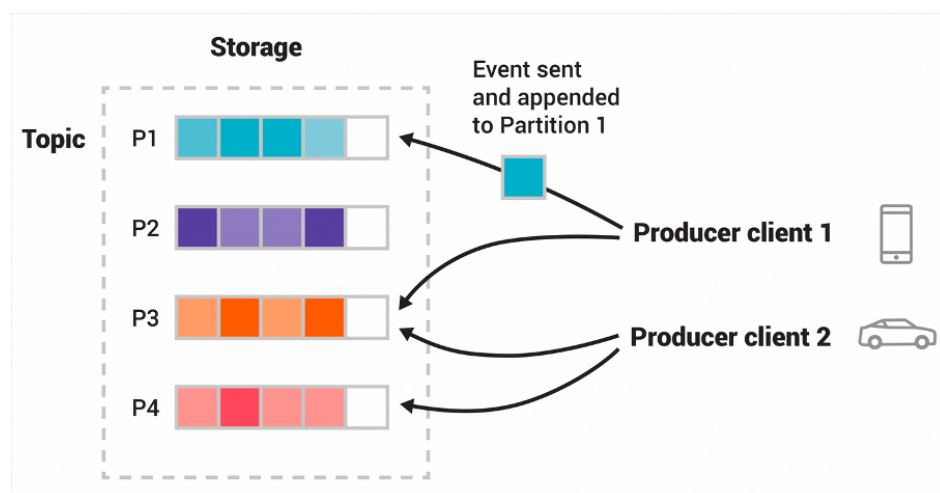 Storage
Event sent
and appended
to Partition 1
Topic
P1
P2
Producer client 1
P3
Producer client 2
P4